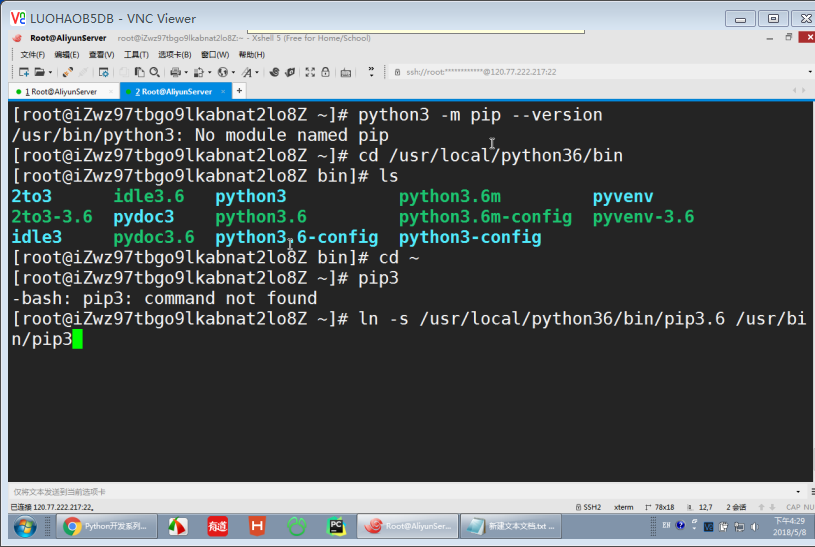 LUOHAOB5DB - VNC Viewer
Root@AliyunServer root@iZwz97tbgo9lkabnat2lo8Z:~ - Xshell 5 (Free for Home/School)
文件(F) 编辑(E) 查看(V) 工具(T) 选项卡(B) 窗口(W) 帮助(H)
ssh://root:************@120.77.222.217:22
1 Root@AliyunServer 2 Root@AliyunServer
[root@iZwz97tbgo9lkabnat2lo8Z ~]# python3 -m pip --version
/usr/bin/python3: No module named pip
[root@iZwz97tbgo9lkabnat2lo8Z ~]# cd /usr/local/python36/bin
[root@iZwz97tbgo9lkabnat2lo8Z bin]# ls
2to3 idle3.6 python3 python3.6m pyvenv
2to3-3.6 pydoc3 python3.6 python3.6m-config pyvenv-3.6
idle3 pydoc3.6 python3.6-config python3-config
[root@iZwz97tbgo9lkabnat2lo8Z bin]# cd ~
[root@iZwz97tbgo9lkabnat2lo8Z ~]# pip3
-bash: pip3: command not found
[root@iZwz97tbgo9lkabnat2lo8Z ~]# ln -s /usr/local/python36/bin/pip3.6 /usr/bi
n/pip3
仅将文本发送到当前选项卡
已连接 120.77.222.217:22。 SSH2 xterm 78x18 12,7 2 会话 CAP NU
Python开发系列... 有道 H PC Root@AliyunSer... 新建文本文档.txt ... EN 下午4:29
2018/5/8